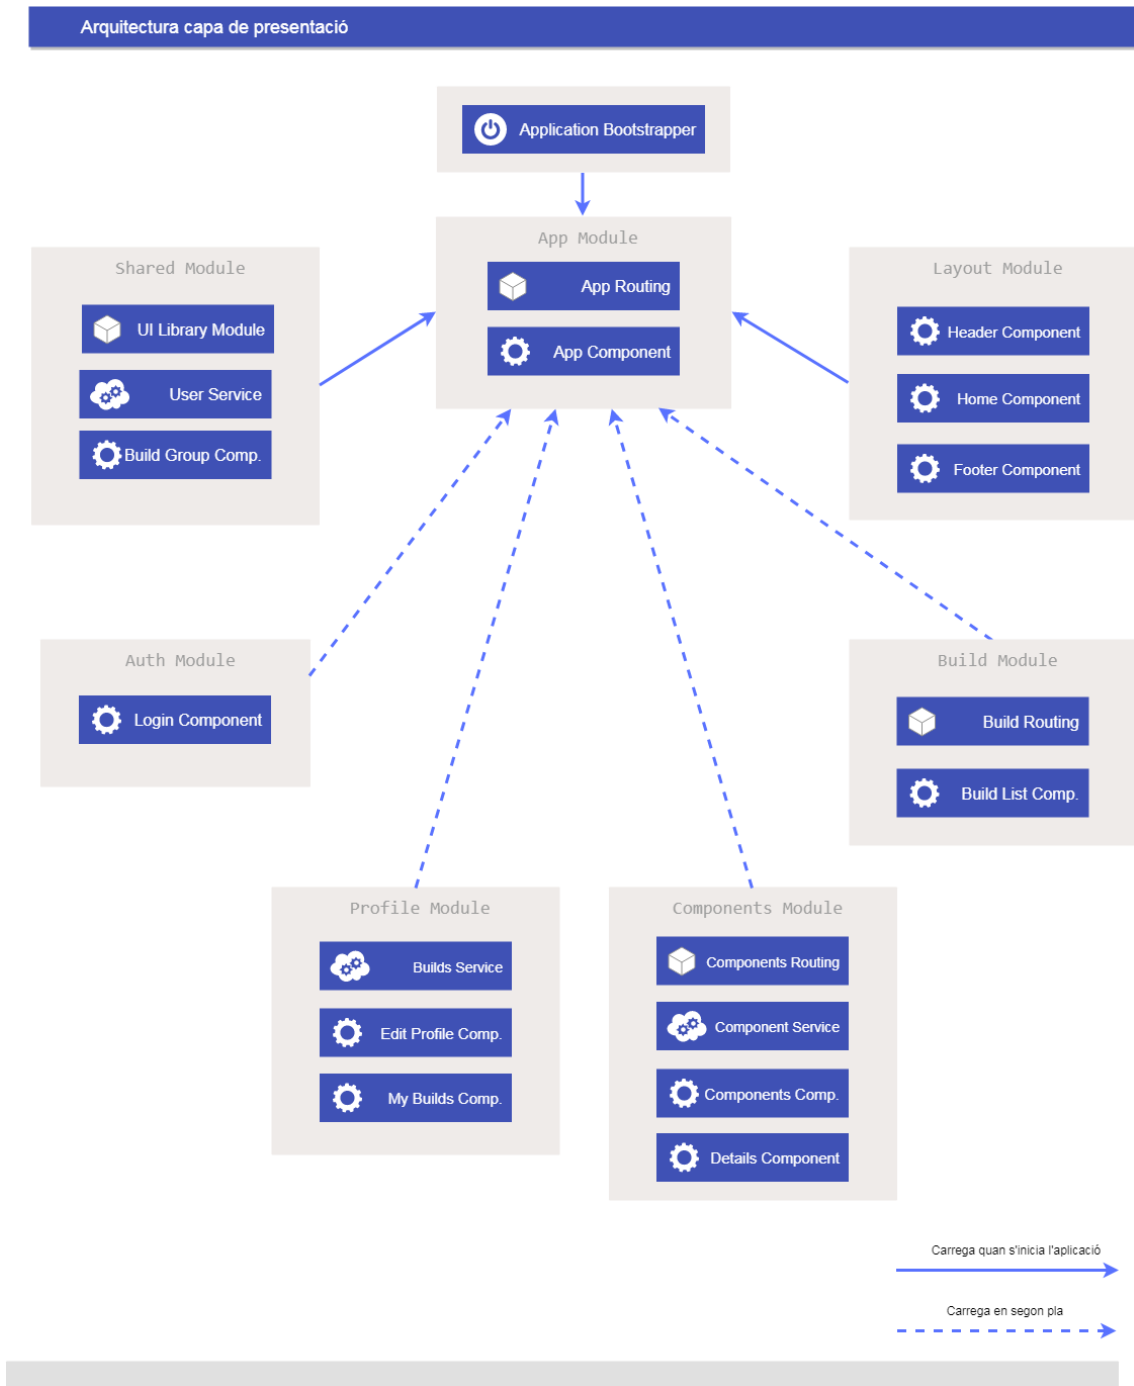 Arquitectura capa de presentació
Application Bootstrapper
App Module
App Routing
App Component
Shared Module
UI Library Module
User Service
Build Group Comp.
Layout Module
Header Component
Home Component
Footer Component
Auth Module
Login Component
Build Module
Build Routing
Build List Comp.
Profile Module
Builds Service
Edit Profile Comp.
My Builds Comp.
Components Module
Components Routing
Component Service
Components Comp.
Details Component
Carrega quan s'inicia l'aplicació
Carrega en segon pla